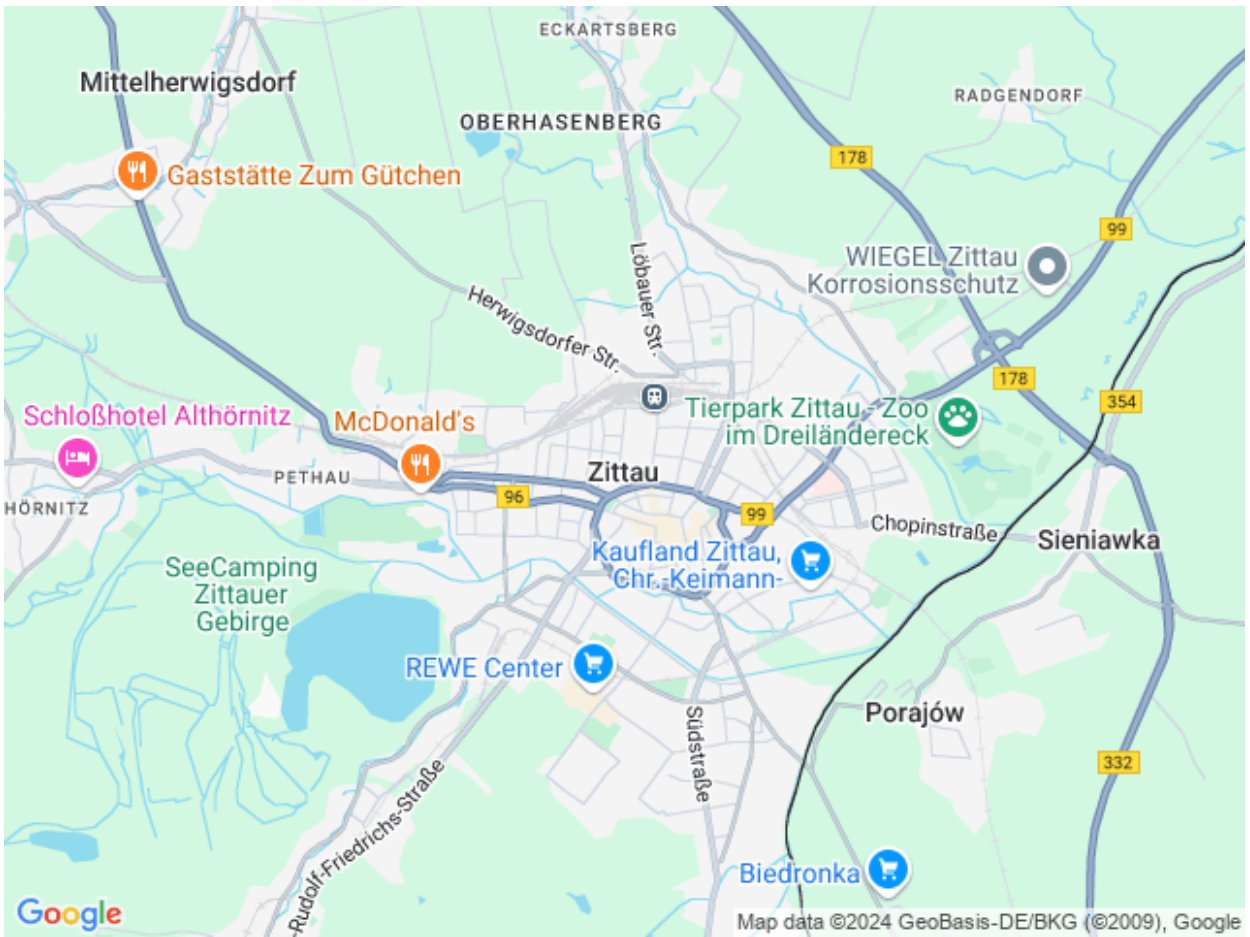 ECKARTSBERG
Mittelherwigsdorf
RADGENDORF
OBERHASENBERG
178
Gaststätte Zum Gütchen
99
WIEGEL Zittau
Korrosionsschutz
Löbauer Str.
Herwigsdorfer Str.
178
354
Schloßhotel Althörnitz
McDonald's
Tierpark Zittau - Zoo
im Dreiländereck
Zittau
PETHAU
96
HÖRNITZ
99
Chopinstraße
Sieniawka
Kaufland Zittau,
Chr.-Keimann-
SeeCamping
Zittauer
Gebirge
REWE Center
Porajów
Südstraße
332
-Rudolf-Friedrichs-Straße
Biedronka
Google
Map data ©2024 GeoBasis-DE/BKG (©2009), Google